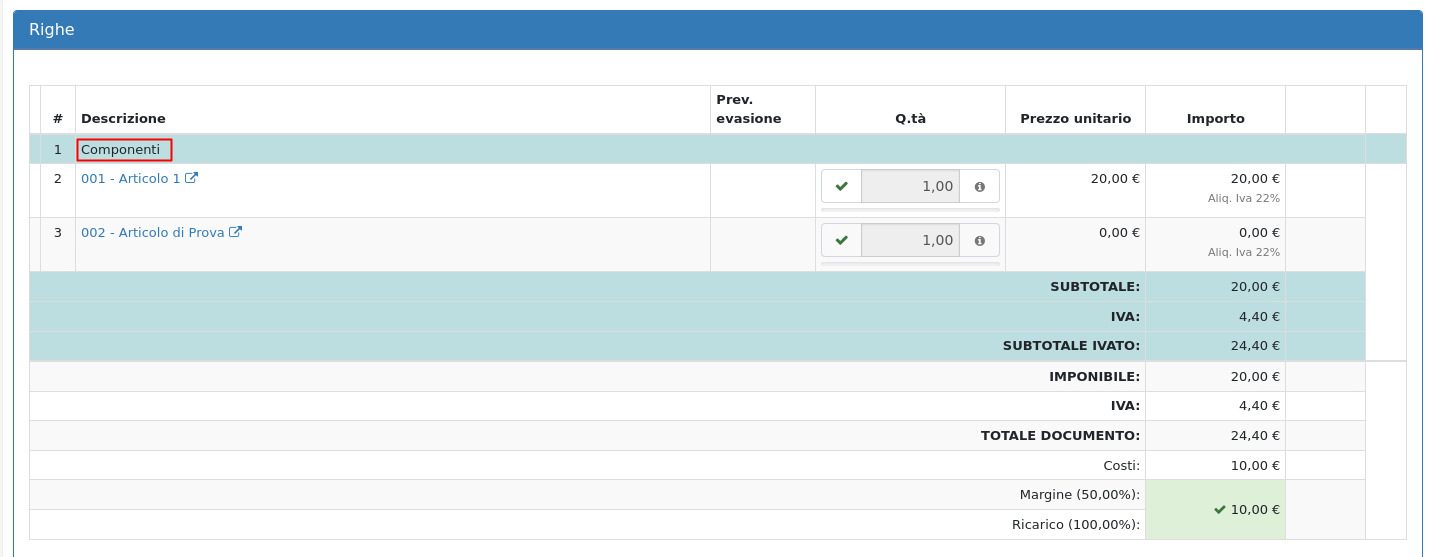 Righe
# Descrizione Prev. evasione Q.tà Prezzo unitario Importo
1 Componenti
2 001 - Articolo 1 1,00 20,00 € 20,00 €
Aliq. Iva 22%
3 002 - Articolo di Prova 1,00 0,00 € 0,00 €
Aliq. Iva 22%
SUBTOTALE: 20,00 €
IVA: 4,40 €
SUBTOTALE IVATO: 24,40 €
IMPONIBILE: 20,00 €
IVA: 4,40 €
TOTALE DOCUMENTO: 24,40 €
Costi: 10,00 €
Margine (50,00%): 10,00 €
Ricarico (100,00%):